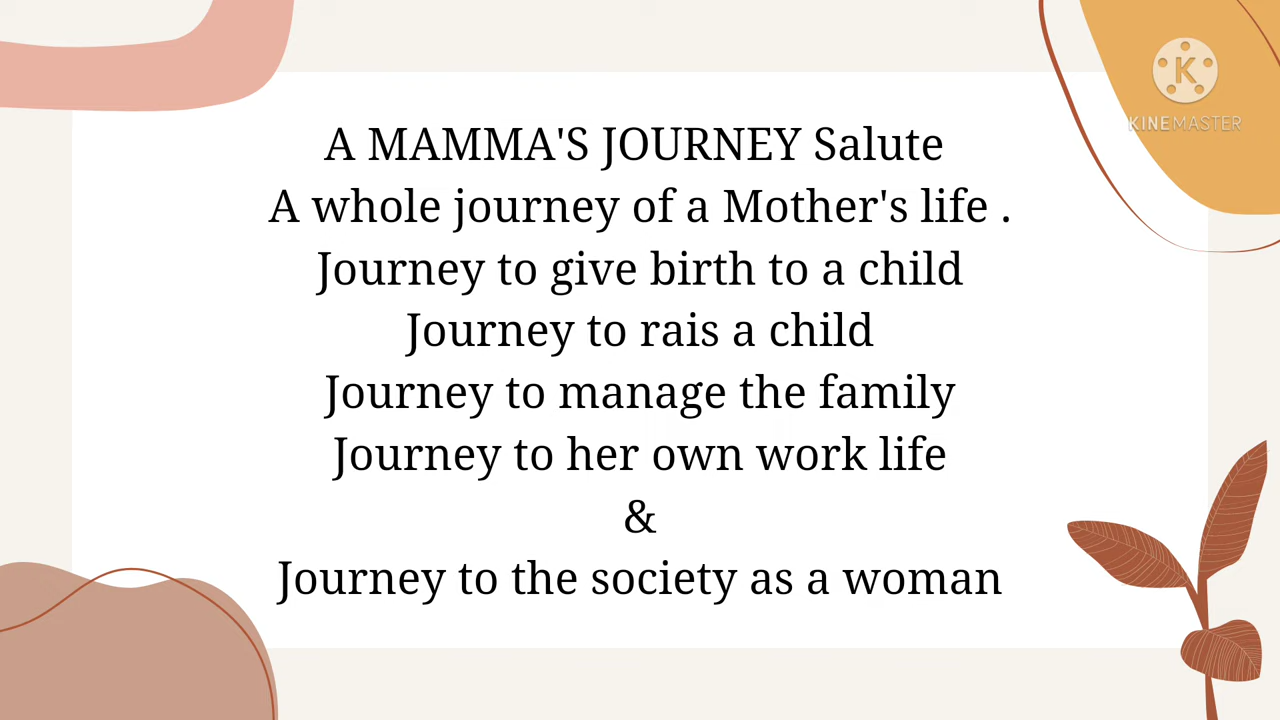 A MAMMA'S JOURNEY Salute
A whole journey of a Mother's life .
Journey to give birth to a child
Journey to rais a child
Journey to manage the family
Journey to her own work life
&
Journey to the society as a woman
K
KINEMASTER